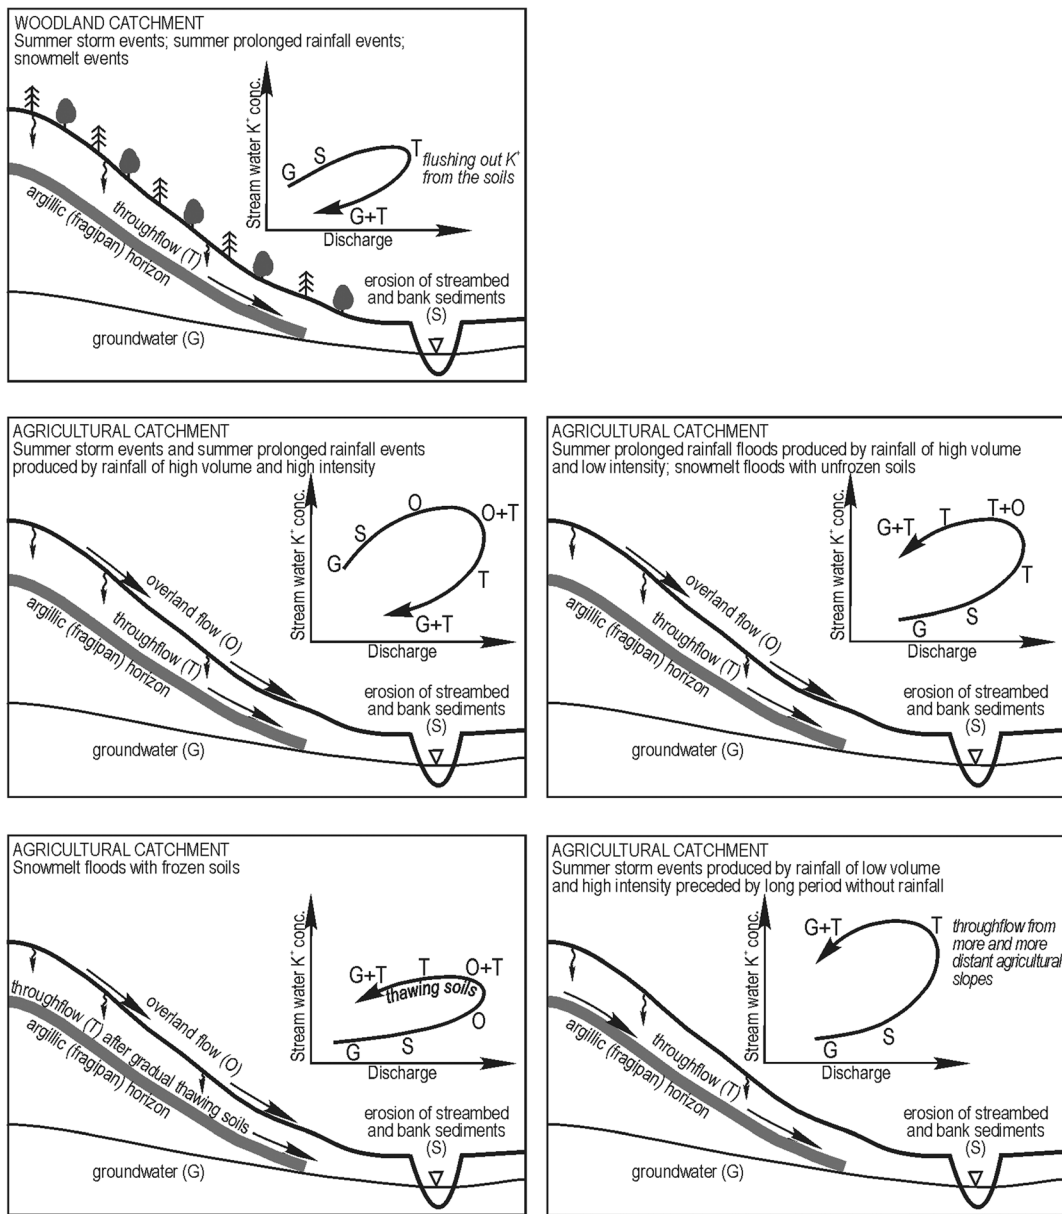 WOODLAND CATCHMENT
Summer storm events; summer prolonged rainfall events;
snowmelt events
Stream water K⁺ conc.
G
S
T
flushing out K⁺
from the soils
G+T
Discharge
throughflow (T)
argillic (fragipan) horizon
erosion of streambed
and bank sediments
(S)
groundwater (G)
AGRICULTURAL CATCHMENT
Summer storm events and summer prolonged rainfall events
produced by rainfall of high volume and high intensity
Stream water K⁺ conc.
O
O+T
S
G
T
G+T
Discharge
overland flow (O)
throughflow (T)
argillic (fragipan) horizon
erosion of streambed
and bank sediments
(S)
groundwater (G)
AGRICULTURAL CATCHMENT
Summer prolonged rainfall floods produced by rainfall of high volume
and low intensity; snowmelt floods with unfrozen soils
Stream water K⁺ conc.
G+T
T
T+O
T
S
G
Discharge
overland flow (O)
throughflow (T)
argillic (fragipan) horizon
erosion of streambed
and bank sediments
(S)
groundwater (G)
AGRICULTURAL CATCHMENT
Snowmelt floods with frozen soils
Stream water K⁺ conc.
G+T
T
O+T
thawing soils
O
S
G
Discharge
overland flow (O)
throughflow (T) after gradual thawing soils
argillic (fragipan) horizon
erosion of streambed
and bank sediments
(S)
groundwater (G)
AGRICULTURAL CATCHMENT
Summer storm events produced by rainfall of low volume
and high intensity preceded by long period without rainfall
Stream water K⁺ conc.
G+T
T
throughflow from
more and more
distant agricultural
slopes
S
G
Discharge
throughflow (T)
argillic (fragipan) horizon
erosion of streambed
and bank sediments
(S)
groundwater (G)